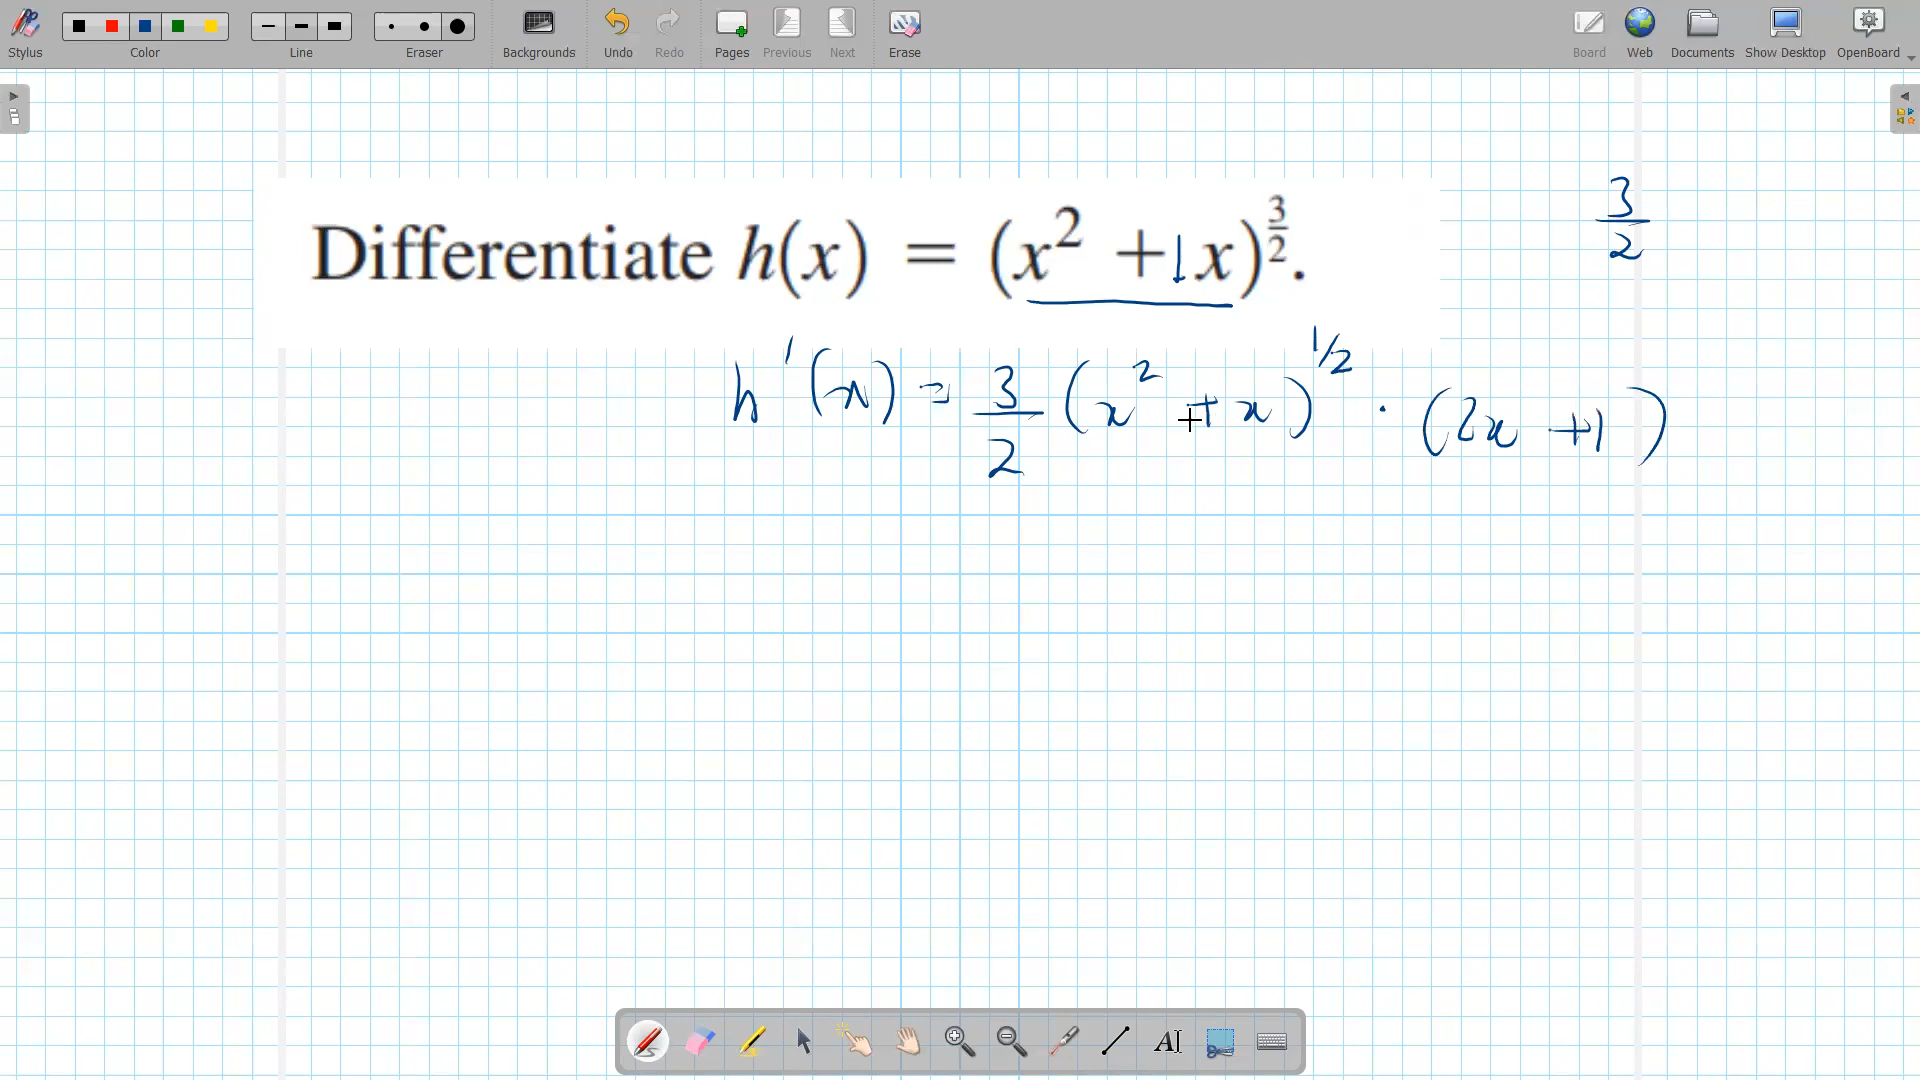 Stylus Color Line Eraser Backgrounds Undo Redo Pages Previous Next Erase Board Web Documents Show Desktop OpenBoard
Differentiate h(x) = (x² + 1x)^{3/2}.
3/2
h'(x) = 3/2 (x² + x)^{1/2} · (2x + 1)